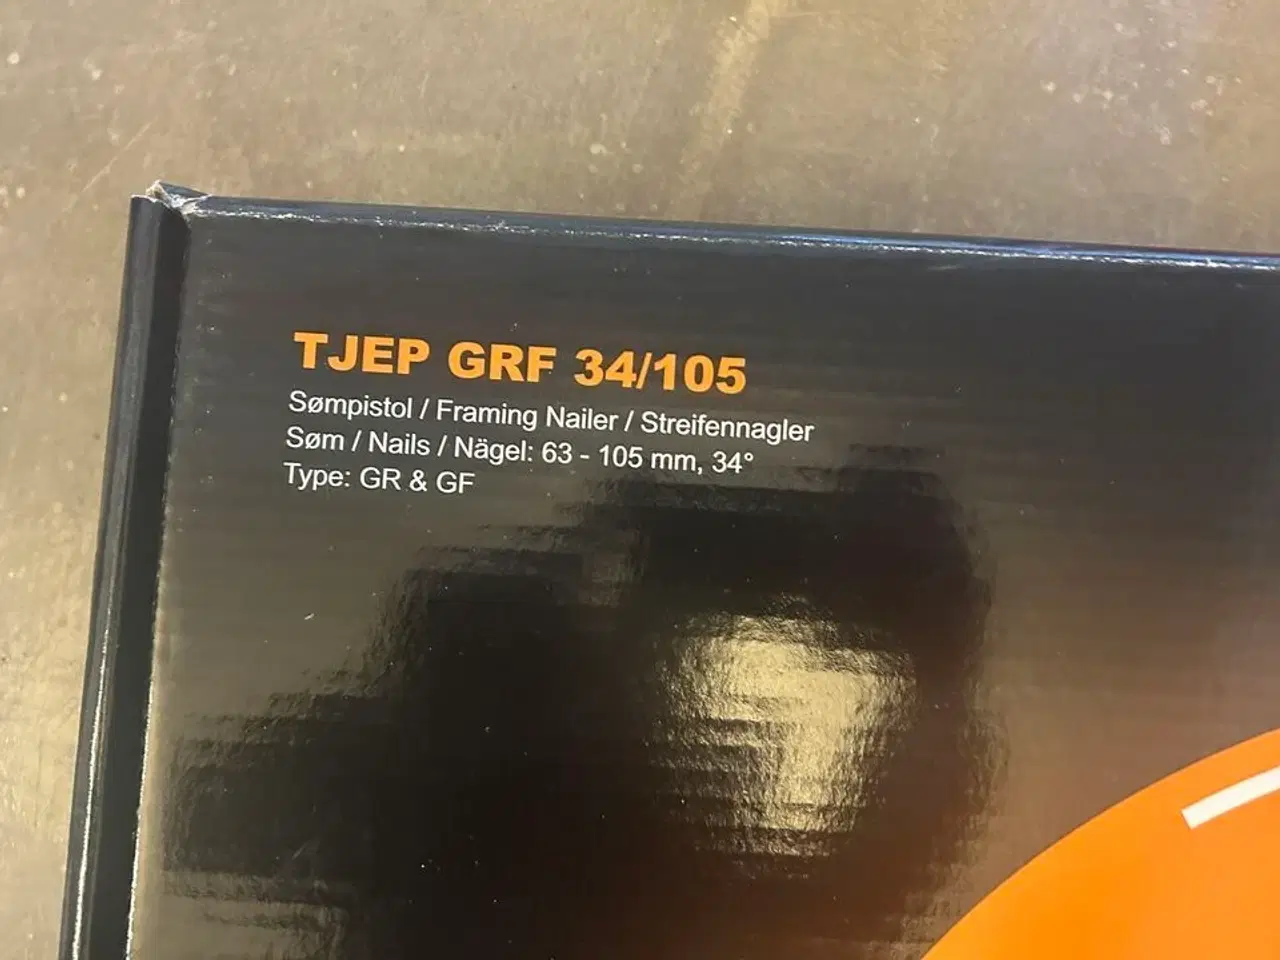 TJEP GRF 34/105
Sømpistol / Framing Nailer / Streifennagler
Søm / Nails / Nägel: 63 - 105 mm, 34°
Type: GR & GF